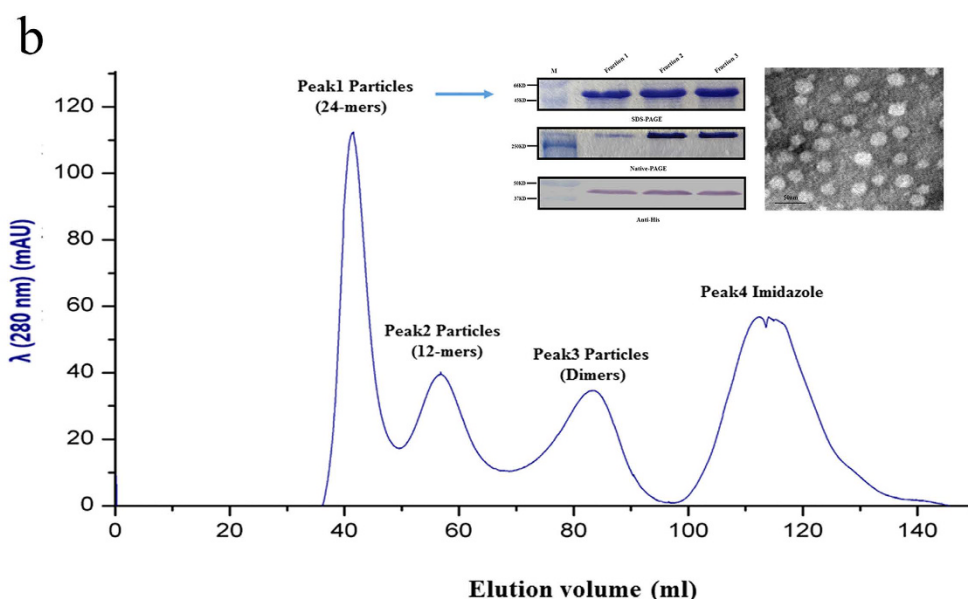 b
Peak1 Particles
(24-mers)
M
Fraction 1
Fraction 2
Fraction 3
66KD
45KD
SDS-PAGE
250KD
Native-PAGE
50KD
37KD
Anti-His
50nm
Peak2 Particles
(12-mers)
Peak3 Particles
(Dimers)
Peak4 Imidazole
λ (280 nm) (mAU)
120
100
80
60
40
20
0
0
20
40
60
80
100
120
140
Elution volume (ml)